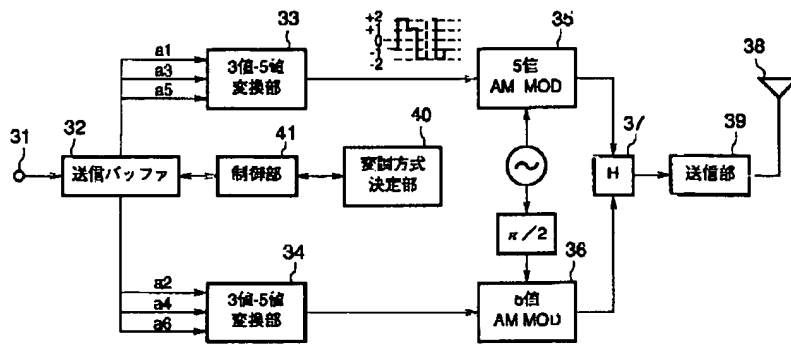 +2
+1
0
-1
-2
33
35
38
a1
a3
a5
3値-5値
変換部
5値
AM MOD
31
32
送信バッファ
41
制御部
40
変調方式
決定部
37
H
39
送信部
π/2
34
36
a2
a4
a6
3値-5値
変換部
5値
AM MOD